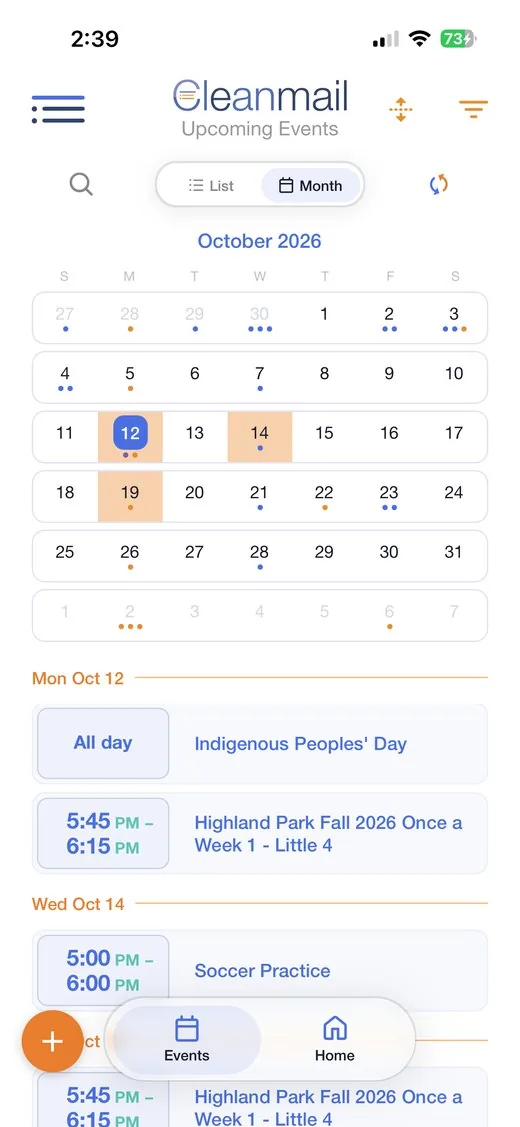 2:39
73
Cleanmail
Upcoming Events
List
Month
October 2026
S M T W T F S
27 28 29 30 1 2 3
4 5 6 7 8 9 10
11 12 13 14 15 16 17
18 19 20 21 22 23 24
25 26 27 28 29 30 31
1 2 3 4 5 6 7
Mon Oct 12
All day
Indigenous Peoples' Day
5:45 PM –
6:15 PM
Highland Park Fall 2026 Once a
Week 1 - Little 4
Wed Oct 14
5:00 PM –
6:00 PM
Soccer Practice
ct
Events
Home
5:45 PM –
6:15 PM
Highland Park Fall 2026 Once a
Week 1 - Little 4